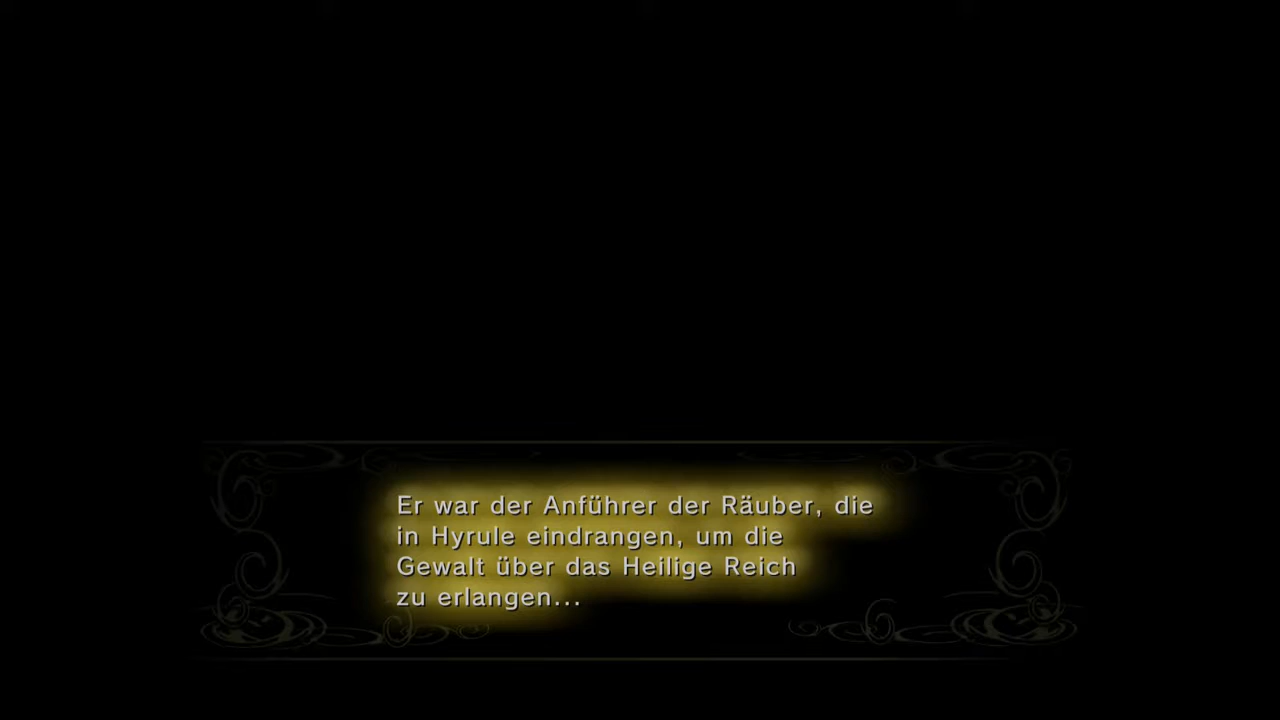 Er war der Anführer der Räuber, die
in Hyrule eindrangen, um die
Gewalt über das Heilige Reich
zu erlangen...